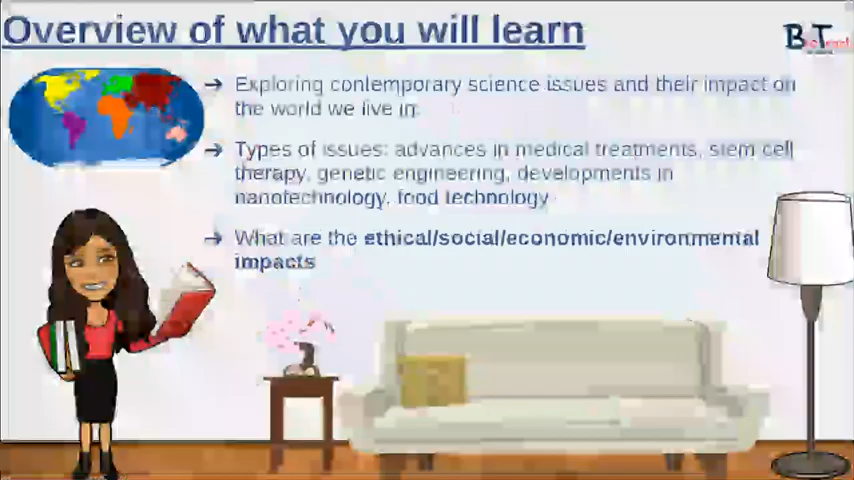 Overview of what you will learn
→ Exploring contemporary science issues and their impact on
the world we live in.
→ Types of issues: advances in medical treatments, stem cell
therapy, genetic engineering, developments in
nanotechnology, food technology
→ What are the ethical/social/economic/environmental
impacts